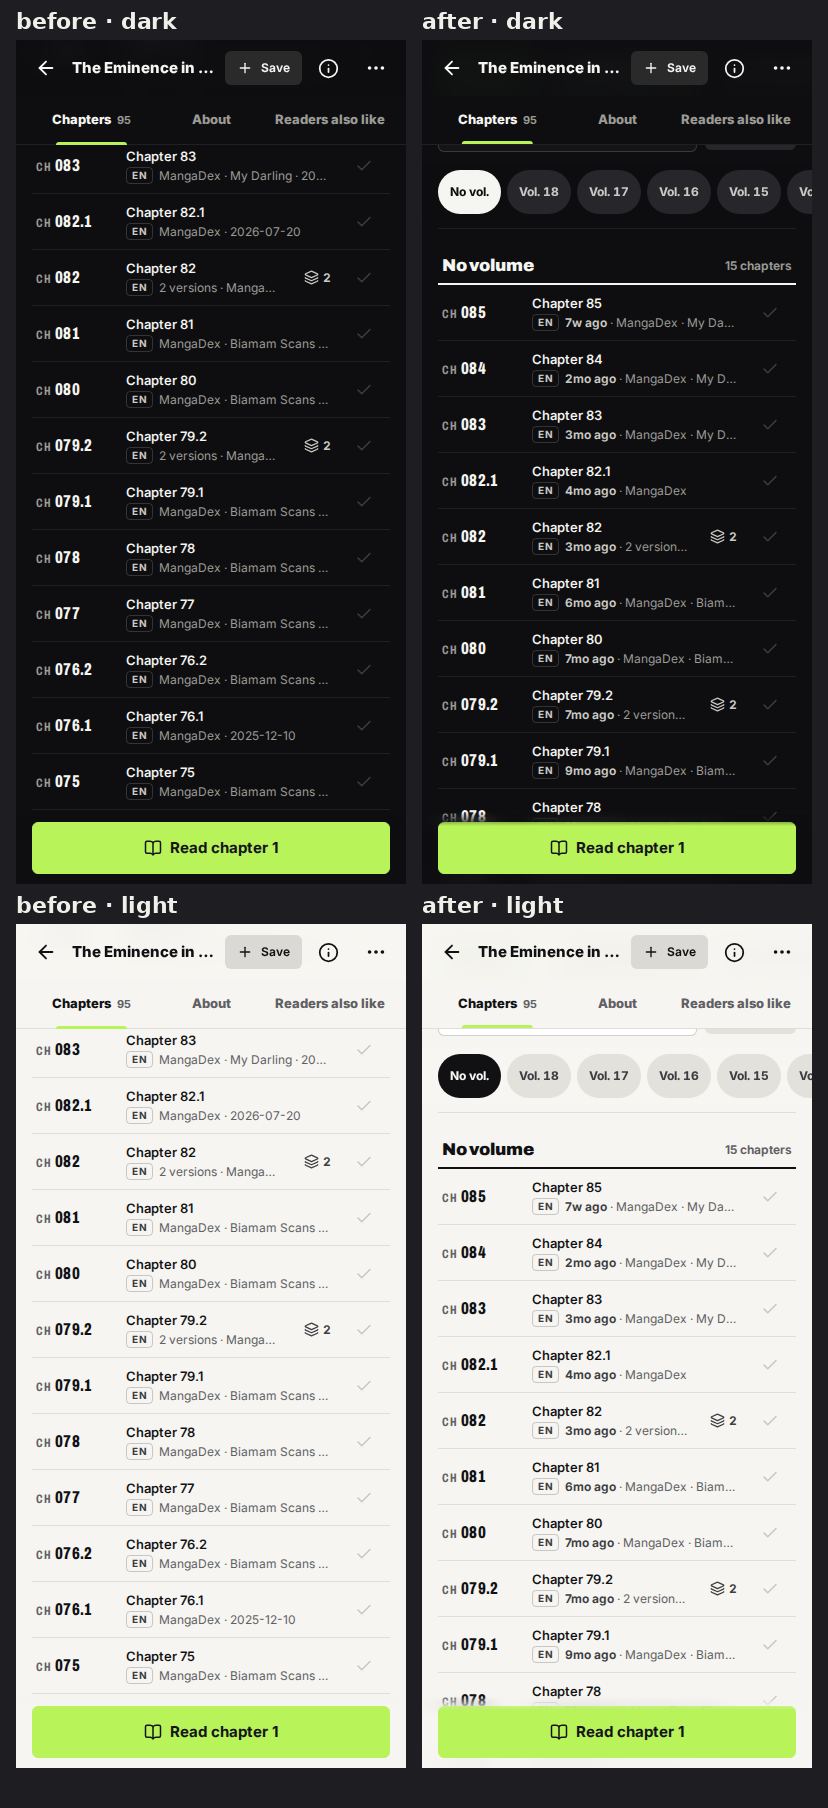 before · dark
The Eminence in ...
Save
Chapters 95
About
Readers also like
CH 083
Chapter 83
EN MangaDex · My Darling · 20...
CH 082.1
Chapter 82.1
EN MangaDex · 2026-07-20
CH 082
Chapter 82
EN 2 versions · Manga...
2
CH 081
Chapter 81
EN MangaDex · Biamam Scans ...
CH 080
Chapter 80
EN MangaDex · Biamam Scans ...
CH 079.2
Chapter 79.2
EN 2 versions · Manga...
2
CH 079.1
Chapter 79.1
EN MangaDex · Biamam Scans ...
CH 078
Chapter 78
EN MangaDex · Biamam Scans ...
CH 077
Chapter 77
EN MangaDex · Biamam Scans ...
CH 076.2
Chapter 76.2
EN MangaDex · Biamam Scans ...
CH 076.1
Chapter 76.1
EN MangaDex · 2025-12-10
CH 075
Chapter 75
EN MangaDex · Biamam Scans ...
Read chapter 1
after · dark
The Eminence in ...
Save
Chapters 95
About
Readers also like
No vol.
Vol. 18
Vol. 17
Vol. 16
Vol. 15
Vo
No volume
15 chapters
CH 085
Chapter 85
EN 7w ago · MangaDex · My Da...
CH 084
Chapter 84
EN 2mo ago · MangaDex · My D...
CH 083
Chapter 83
EN 3mo ago · MangaDex · My D...
CH 082.1
Chapter 82.1
EN 4mo ago · MangaDex
CH 082
Chapter 82
EN 3mo ago · 2 version...
2
CH 081
Chapter 81
EN 6mo ago · MangaDex · Biam...
CH 080
Chapter 80
EN 7mo ago · MangaDex · Biam...
CH 079.2
Chapter 79.2
EN 7mo ago · 2 version...
2
CH 079.1
Chapter 79.1
EN 9mo ago · MangaDex · Biam...
CH 078
Chapter 78
Read chapter 1
before · light
The Eminence in ...
Save
Chapters 95
About
Readers also like
CH 083
Chapter 83
EN MangaDex · My Darling · 20...
CH 082.1
Chapter 82.1
EN MangaDex · 2026-07-20
CH 082
Chapter 82
EN 2 versions · Manga...
2
CH 081
Chapter 81
EN MangaDex · Biamam Scans ...
CH 080
Chapter 80
EN MangaDex · Biamam Scans ...
CH 079.2
Chapter 79.2
EN 2 versions · Manga...
2
CH 079.1
Chapter 79.1
EN MangaDex · Biamam Scans ...
CH 078
Chapter 78
EN MangaDex · Biamam Scans ...
CH 077
Chapter 77
EN MangaDex · Biamam Scans ...
CH 076.2
Chapter 76.2
EN MangaDex · Biamam Scans ...
CH 076.1
Chapter 76.1
EN MangaDex · 2025-12-10
CH 075
Chapter 75
EN MangaDex · Biamam Scans ...
Read chapter 1
after · light
The Eminence in ...
Save
Chapters 95
About
Readers also like
No vol.
Vol. 18
Vol. 17
Vol. 16
Vol. 15
Vo
No volume
15 chapters
CH 085
Chapter 85
EN 7w ago · MangaDex · My Da...
CH 084
Chapter 84
EN 2mo ago · MangaDex · My D...
CH 083
Chapter 83
EN 3mo ago · MangaDex · My D...
CH 082.1
Chapter 82.1
EN 4mo ago · MangaDex
CH 082
Chapter 82
EN 3mo ago · 2 version...
2
CH 081
Chapter 81
EN 6mo ago · MangaDex · Biam...
CH 080
Chapter 80
EN 7mo ago · MangaDex · Biam...
CH 079.2
Chapter 79.2
EN 7mo ago · 2 version...
2
CH 079.1
Chapter 79.1
EN 9mo ago · MangaDex · Biam...
CH 078
Chapter 78
Read chapter 1